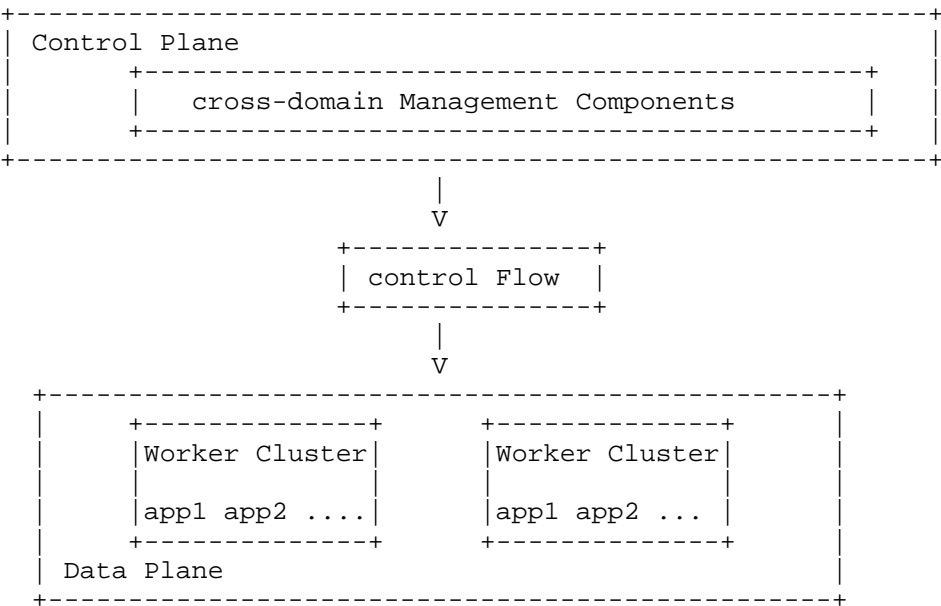 Control Plane
cross-domain Management Components
V
control Flow
V
Worker Cluster Worker Cluster
app1 app2 .... app1 app2 ...
Data Plane